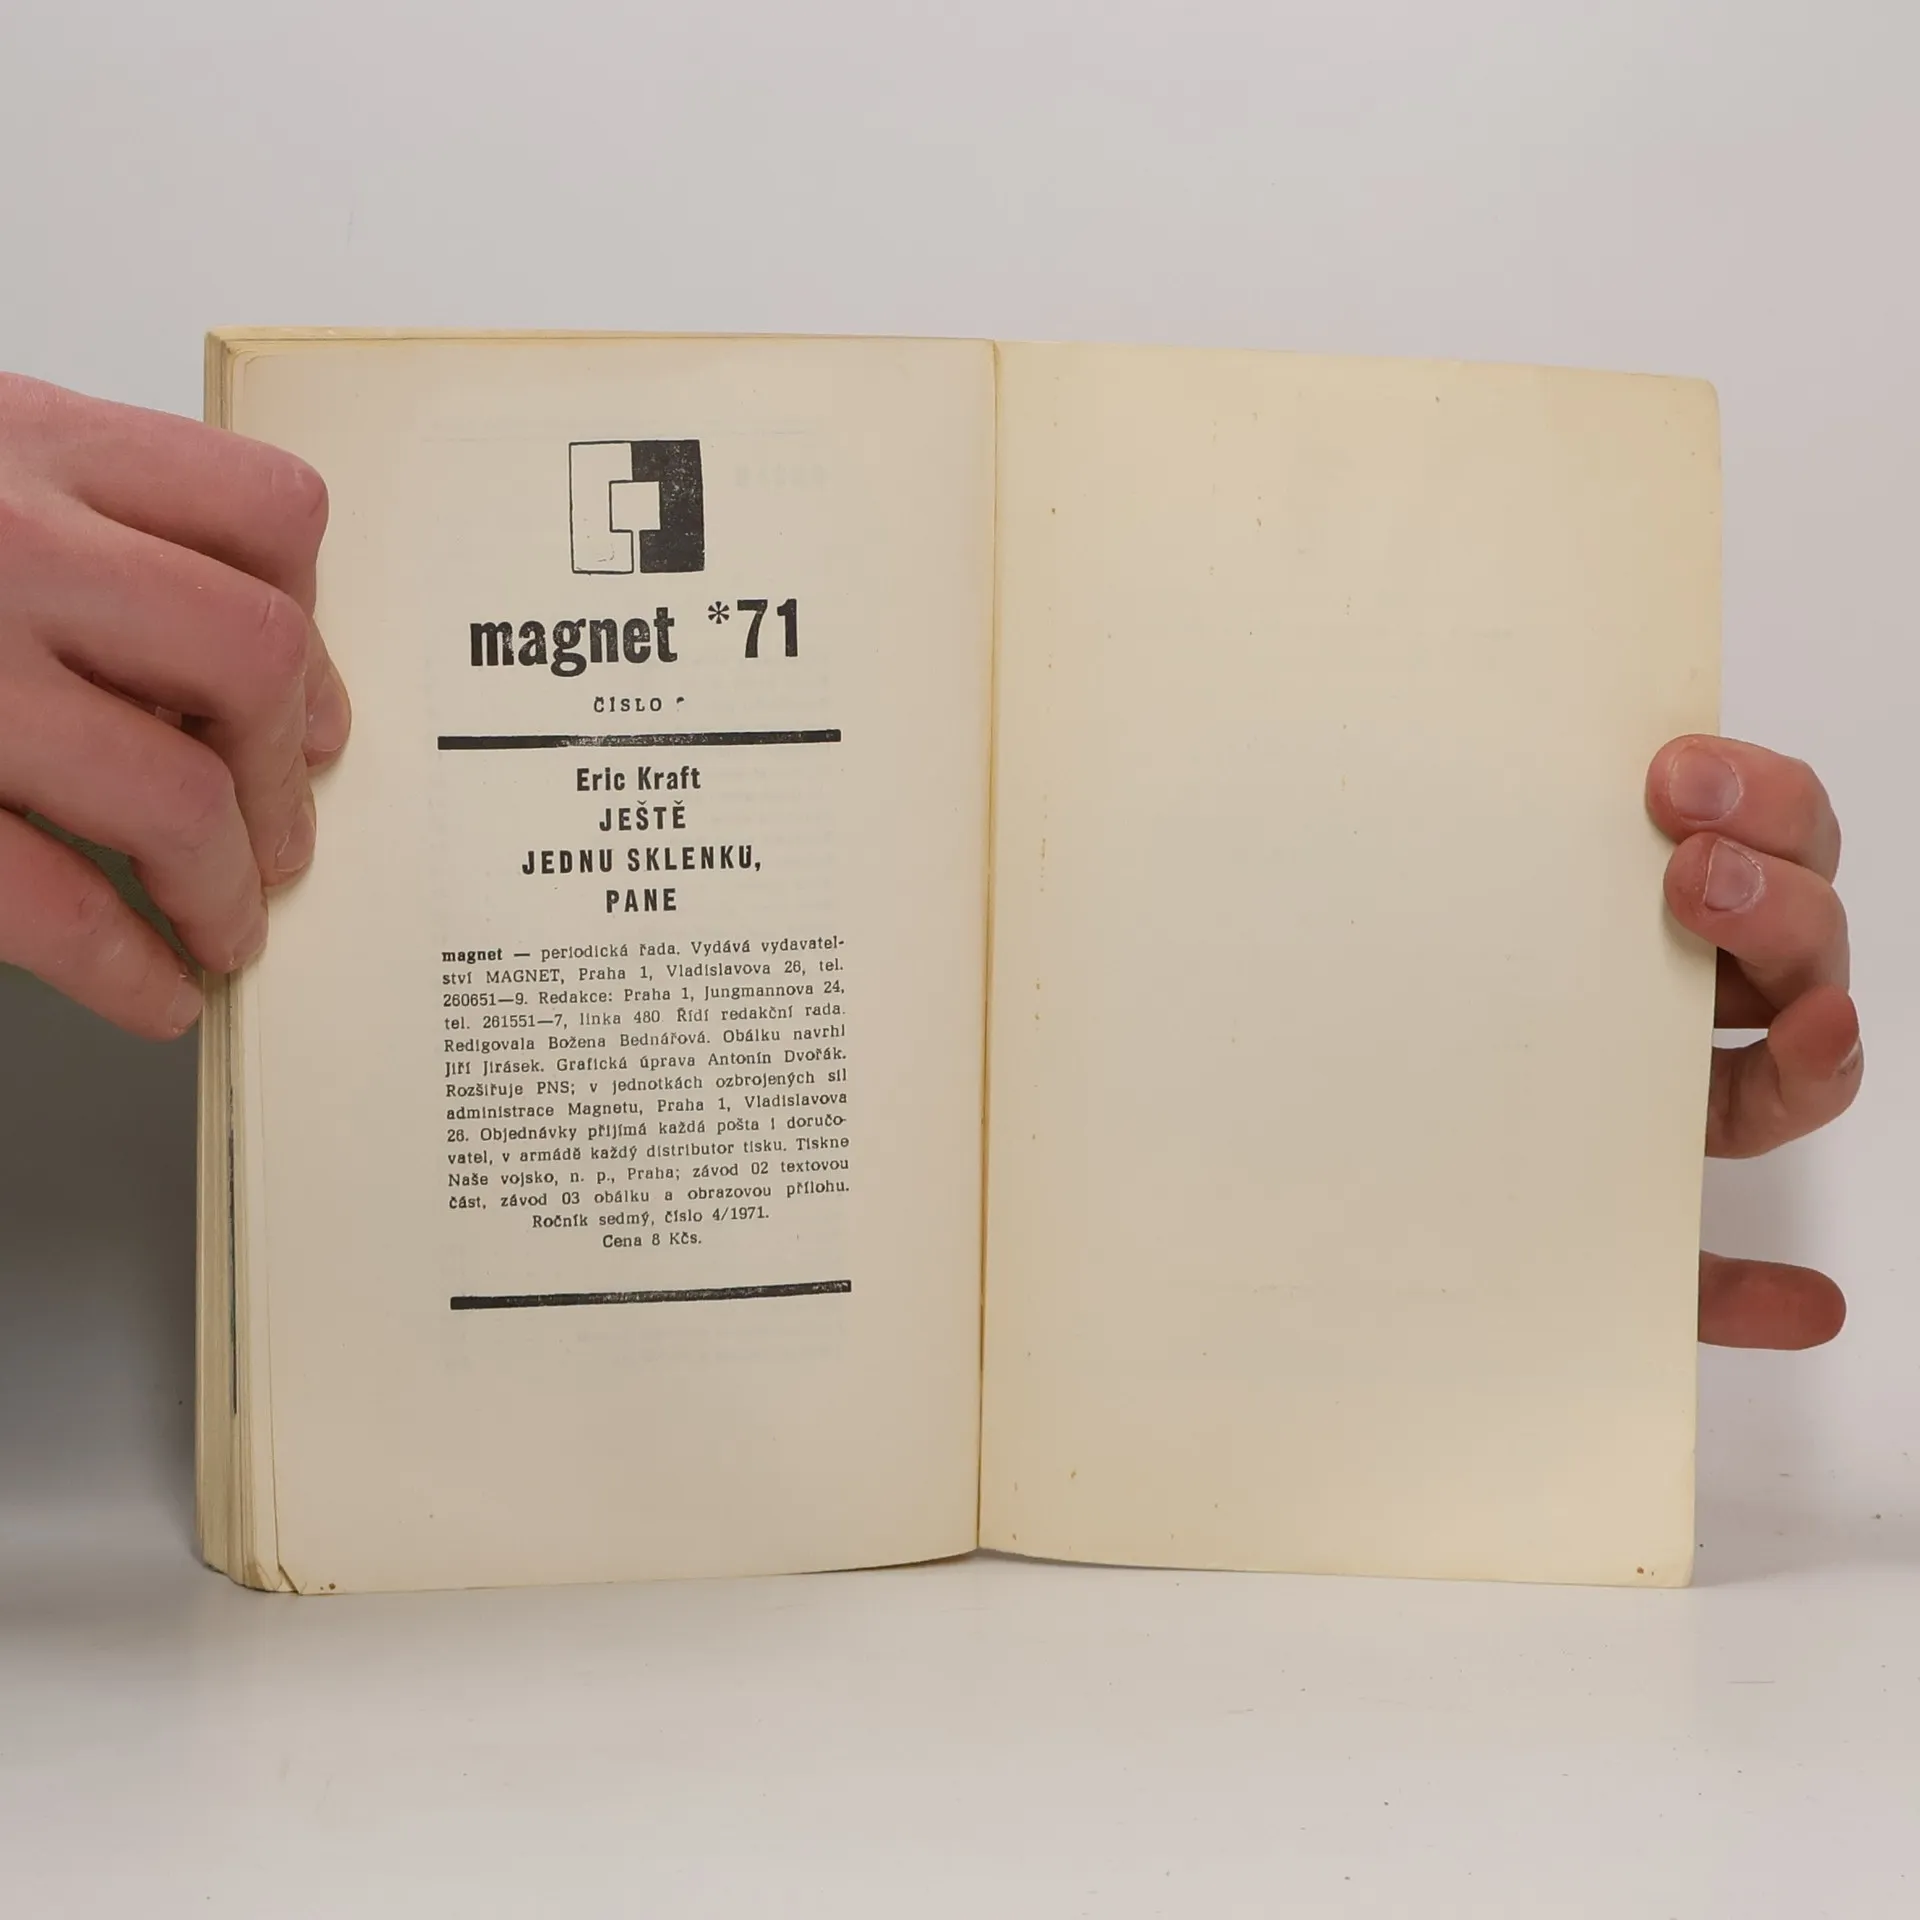 magnet *71
ČÍSLO
Eric Kraft
JEŠTĚ
JEDNU SKLENKU,
PANE
magnet — periodická řada. Vydává vydavatel-
ství MAGNET, Praha 1, Vladislavova 26, tel.
260651—9. Redakce: Praha 1, Jungmannova 24,
tel. 261551—7, linka 480 Řídí redakční rada.
Redigovala Božena Bednářová. Obálku navrhl
Jiří Jirásek. Grafická úprava Antonín Dvořák.
Rozšiřuje PNS; v jednotkách ozbrojených sil
administrace Magnetu, Praha 1, Vladislavova
26. Objednávky přijímá každá pošta i doručo-
vatel, v armádě každý distributor tisku. Tiskne
Naše vojsko, n. p., Praha; závod 02 textovou
část, závod 03 obálku a obrazovou přílohu.
Ročník sedmý, číslo 4/1971.
Cena 8 Kčs.